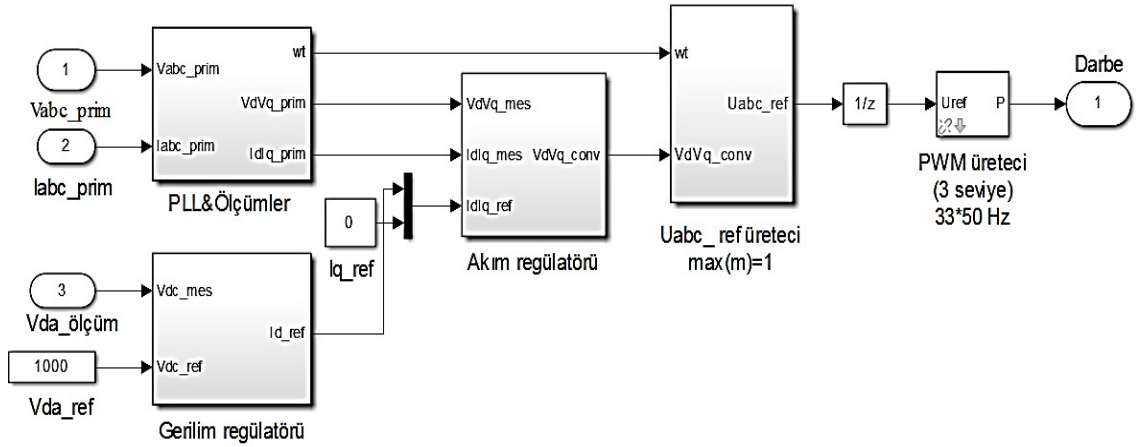 1
Vabc_prim
2
Iabc_prim
Vabc_prim
Iabc_prim
wt
VdVq_prim
IdIq_prim
PLL&Ölçümler
0
Iq_ref
3
Vda_ölçüm
1000
Vda_ref
Vdc_mes
Vdc_ref
Id_ref
Gerilim regülatörü
VdVq_mes
IdIq_mes
IdIq_ref
VdVq_conv
Akım regülatörü
wt
VdVq_conv
Uabc_ref
Uabc_ref üreteci
max(m)=1
1/z
Uref
P
PWM üreteci
(3 seviye)
33*50 Hz
Darbe
1